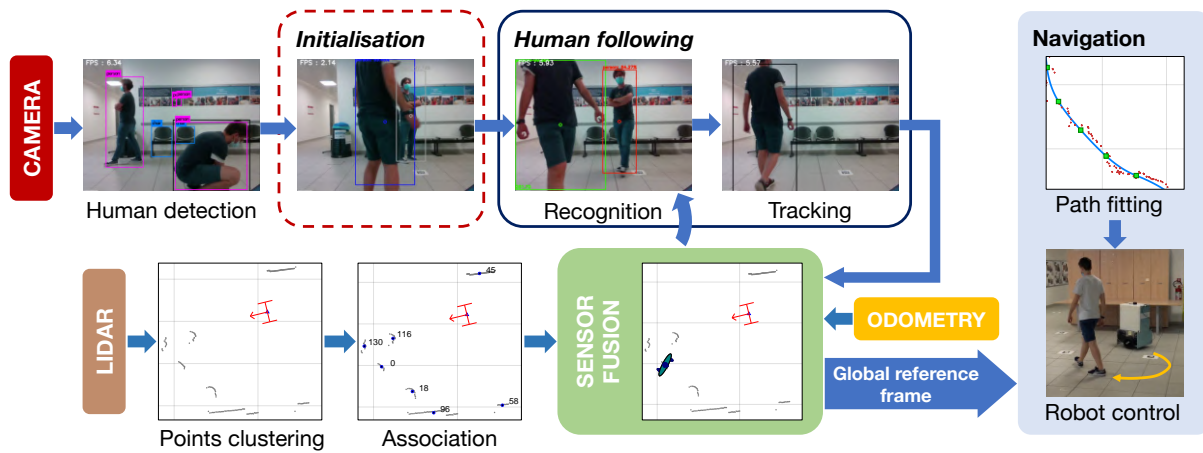 CAMERA
FPS : 6.34
Human detection
Initialisation
FPS : 2.14
Human following
FPS : 5.93
Recognition
FPS : 5.52
Tracking
Navigation
Path fitting
Robot control
LIDAR
Points clustering
45
116
130
0
18
96
58
Association
SENSOR
FUSION
ODOMETRY
Global reference
frame